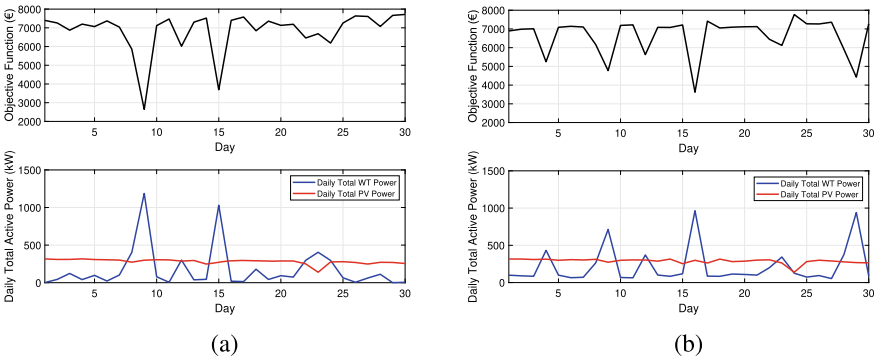 Objective Function (€)
8000
7000
6000
5000
4000
3000
2000
5 10 15 20 25 30
Day
Daily Total Active Power (kW)
1500
1000
500
0
Daily Total WT Power
Daily Total PV Power
5 10 15 20 25 30
Day
(a)
Objective Function (€)
8000
7000
6000
5000
4000
3000
2000
5 10 15 20 25 30
Day
Daily Total Active Power (kW)
1500
1000
500
0
Daily Total WT Power
Daily Total PV Power
5 10 15 20 25 30
Day
(b)